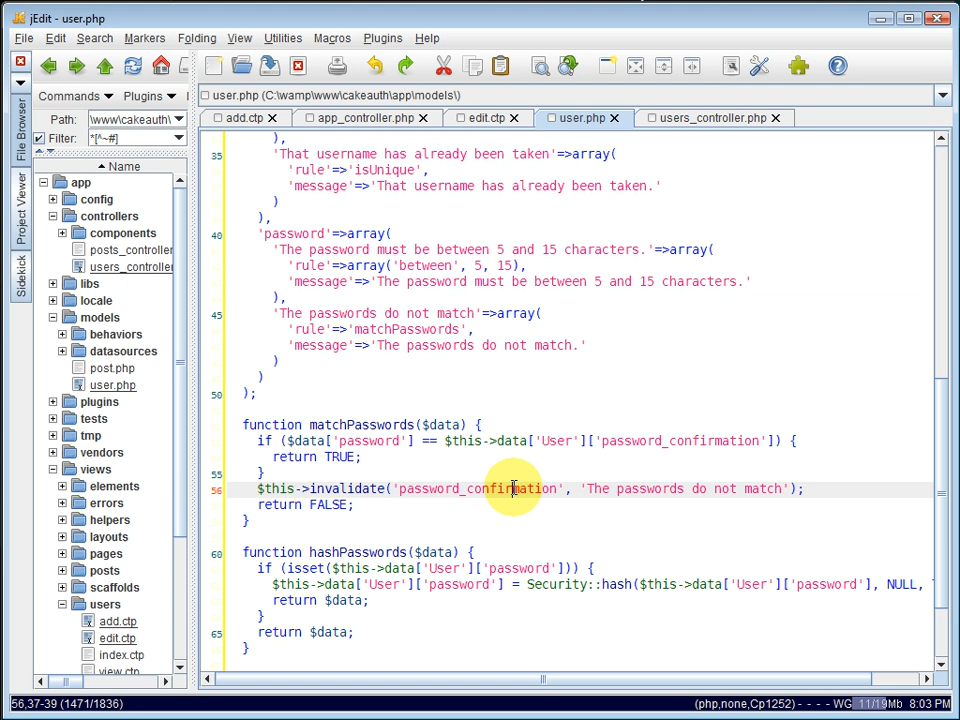 jEdit - user.php
File Edit Search Markers Folding View Utilities Macros Plugins Help
Commands Plugins
user.php (C:\wamp\www\cakeauth\app\models\)
Path: \www\cakeauth\
Filter: *[^~#]
add.ctp app_controller.php edit.ctp user.php users_controller.php
File Browser
Project Viewer
Sidekick
Name
app
config
controllers
components
posts_controller
users_controller
libs
locale
models
behaviors
datasources
post.php
user.php
plugins
tests
tmp
vendors
views
elements
errors
helpers
layouts
pages
posts
scaffolds
users
add.ctp
edit.ctp
index.ctp
view.ctp
),
35 'That username has already been taken'=>array(
'rule'=>'isUnique',
'message'=>'That username has already been taken.'
)
),
40 'password'=>array(
'The password must be between 5 and 15 characters.'=>array(
'rule'=>array('between', 5, 15),
'message'=>'The password must be between 5 and 15 characters.'
),
45 'The passwords do not match'=>array(
'rule'=>'matchPasswords',
'message'=>'The passwords do not match.'
)
)
50 );
function matchPasswords($data) {
if ($data['password'] == $this->data['User']['password_confirmation']) {
return TRUE;
55 }
56 $this->invalidate('password_confirmation', 'The passwords do not match');
return FALSE;
}
60 function hashPasswords($data) {
if (isset($this->data['User']['password'])) {
$this->data['User']['password'] = Security::hash($this->data['User']['password'], NULL,
return $data;
}
65 return $data;
}
56,37-39 (1471/1836) (php,none,Cp1252) - - - - WG 11/19Mb 8:03 PM